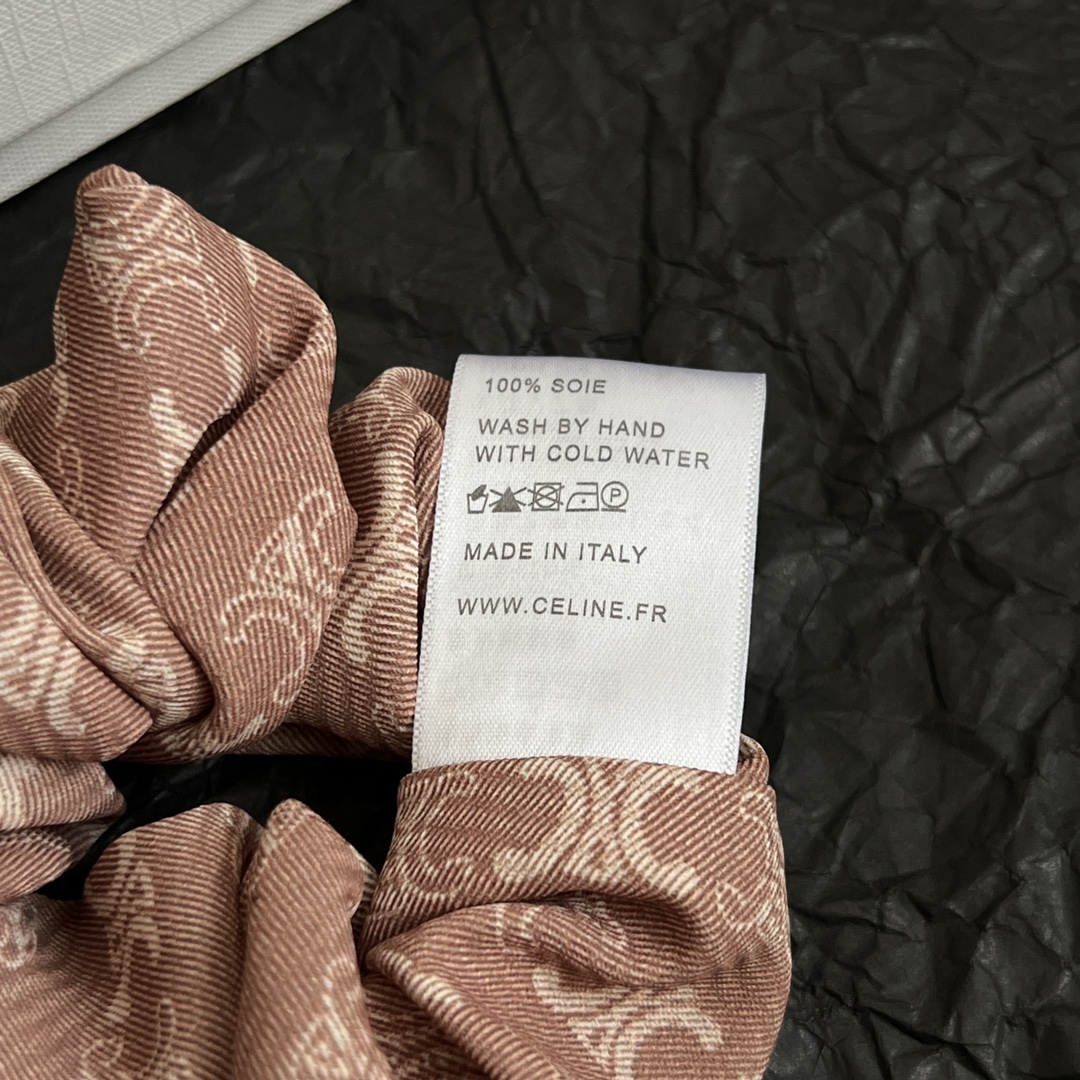 100% SOIE
WASH BY HAND
WITH COLD WATER
P
MADE IN ITALY
WWW.CELINE.FR